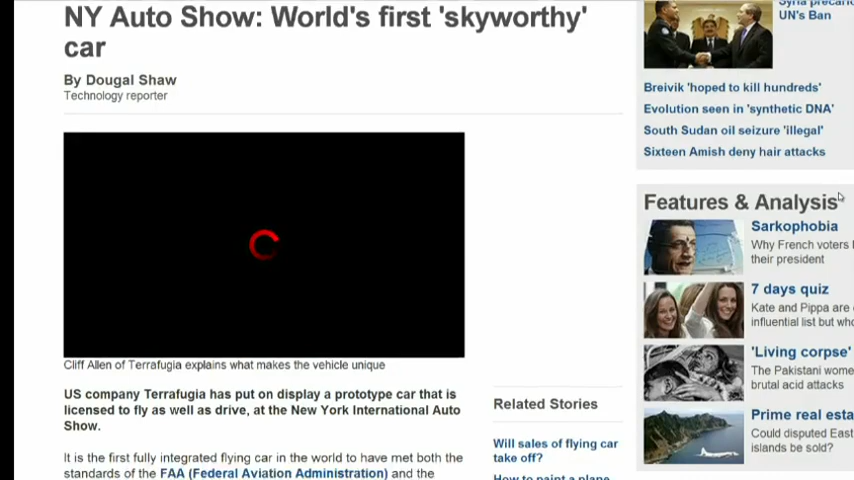 NY Auto Show: World's first 'skyworthy'
car
By Dougal Shaw
Technology reporter
Cliff Allen of Terrafugia explains what makes the vehicle unique
US company Terrafugia has put on display a prototype car that is
licensed to fly as well as drive, at the New York International Auto
Show.
It is the first fully integrated flying car in the world to have met both the
standards of the FAA (Federal Aviation Administration) and the
Related Stories
Will sales of flying car
take off?
How to paint a plane
Syria
UN's Ban
Breivik 'hoped to kill hundreds'
Evolution seen in 'synthetic DNA'
South Sudan oil seizure 'illegal'
Sixteen Amish deny hair attacks
Features & Analysis
Sarkophobia
Why French voters
their president
7 days quiz
Kate and Pippa are
influential list but
'Living corpse'
The Pakistani
brutal acid attacks
Prime real
Could disputed East
islands be sold?